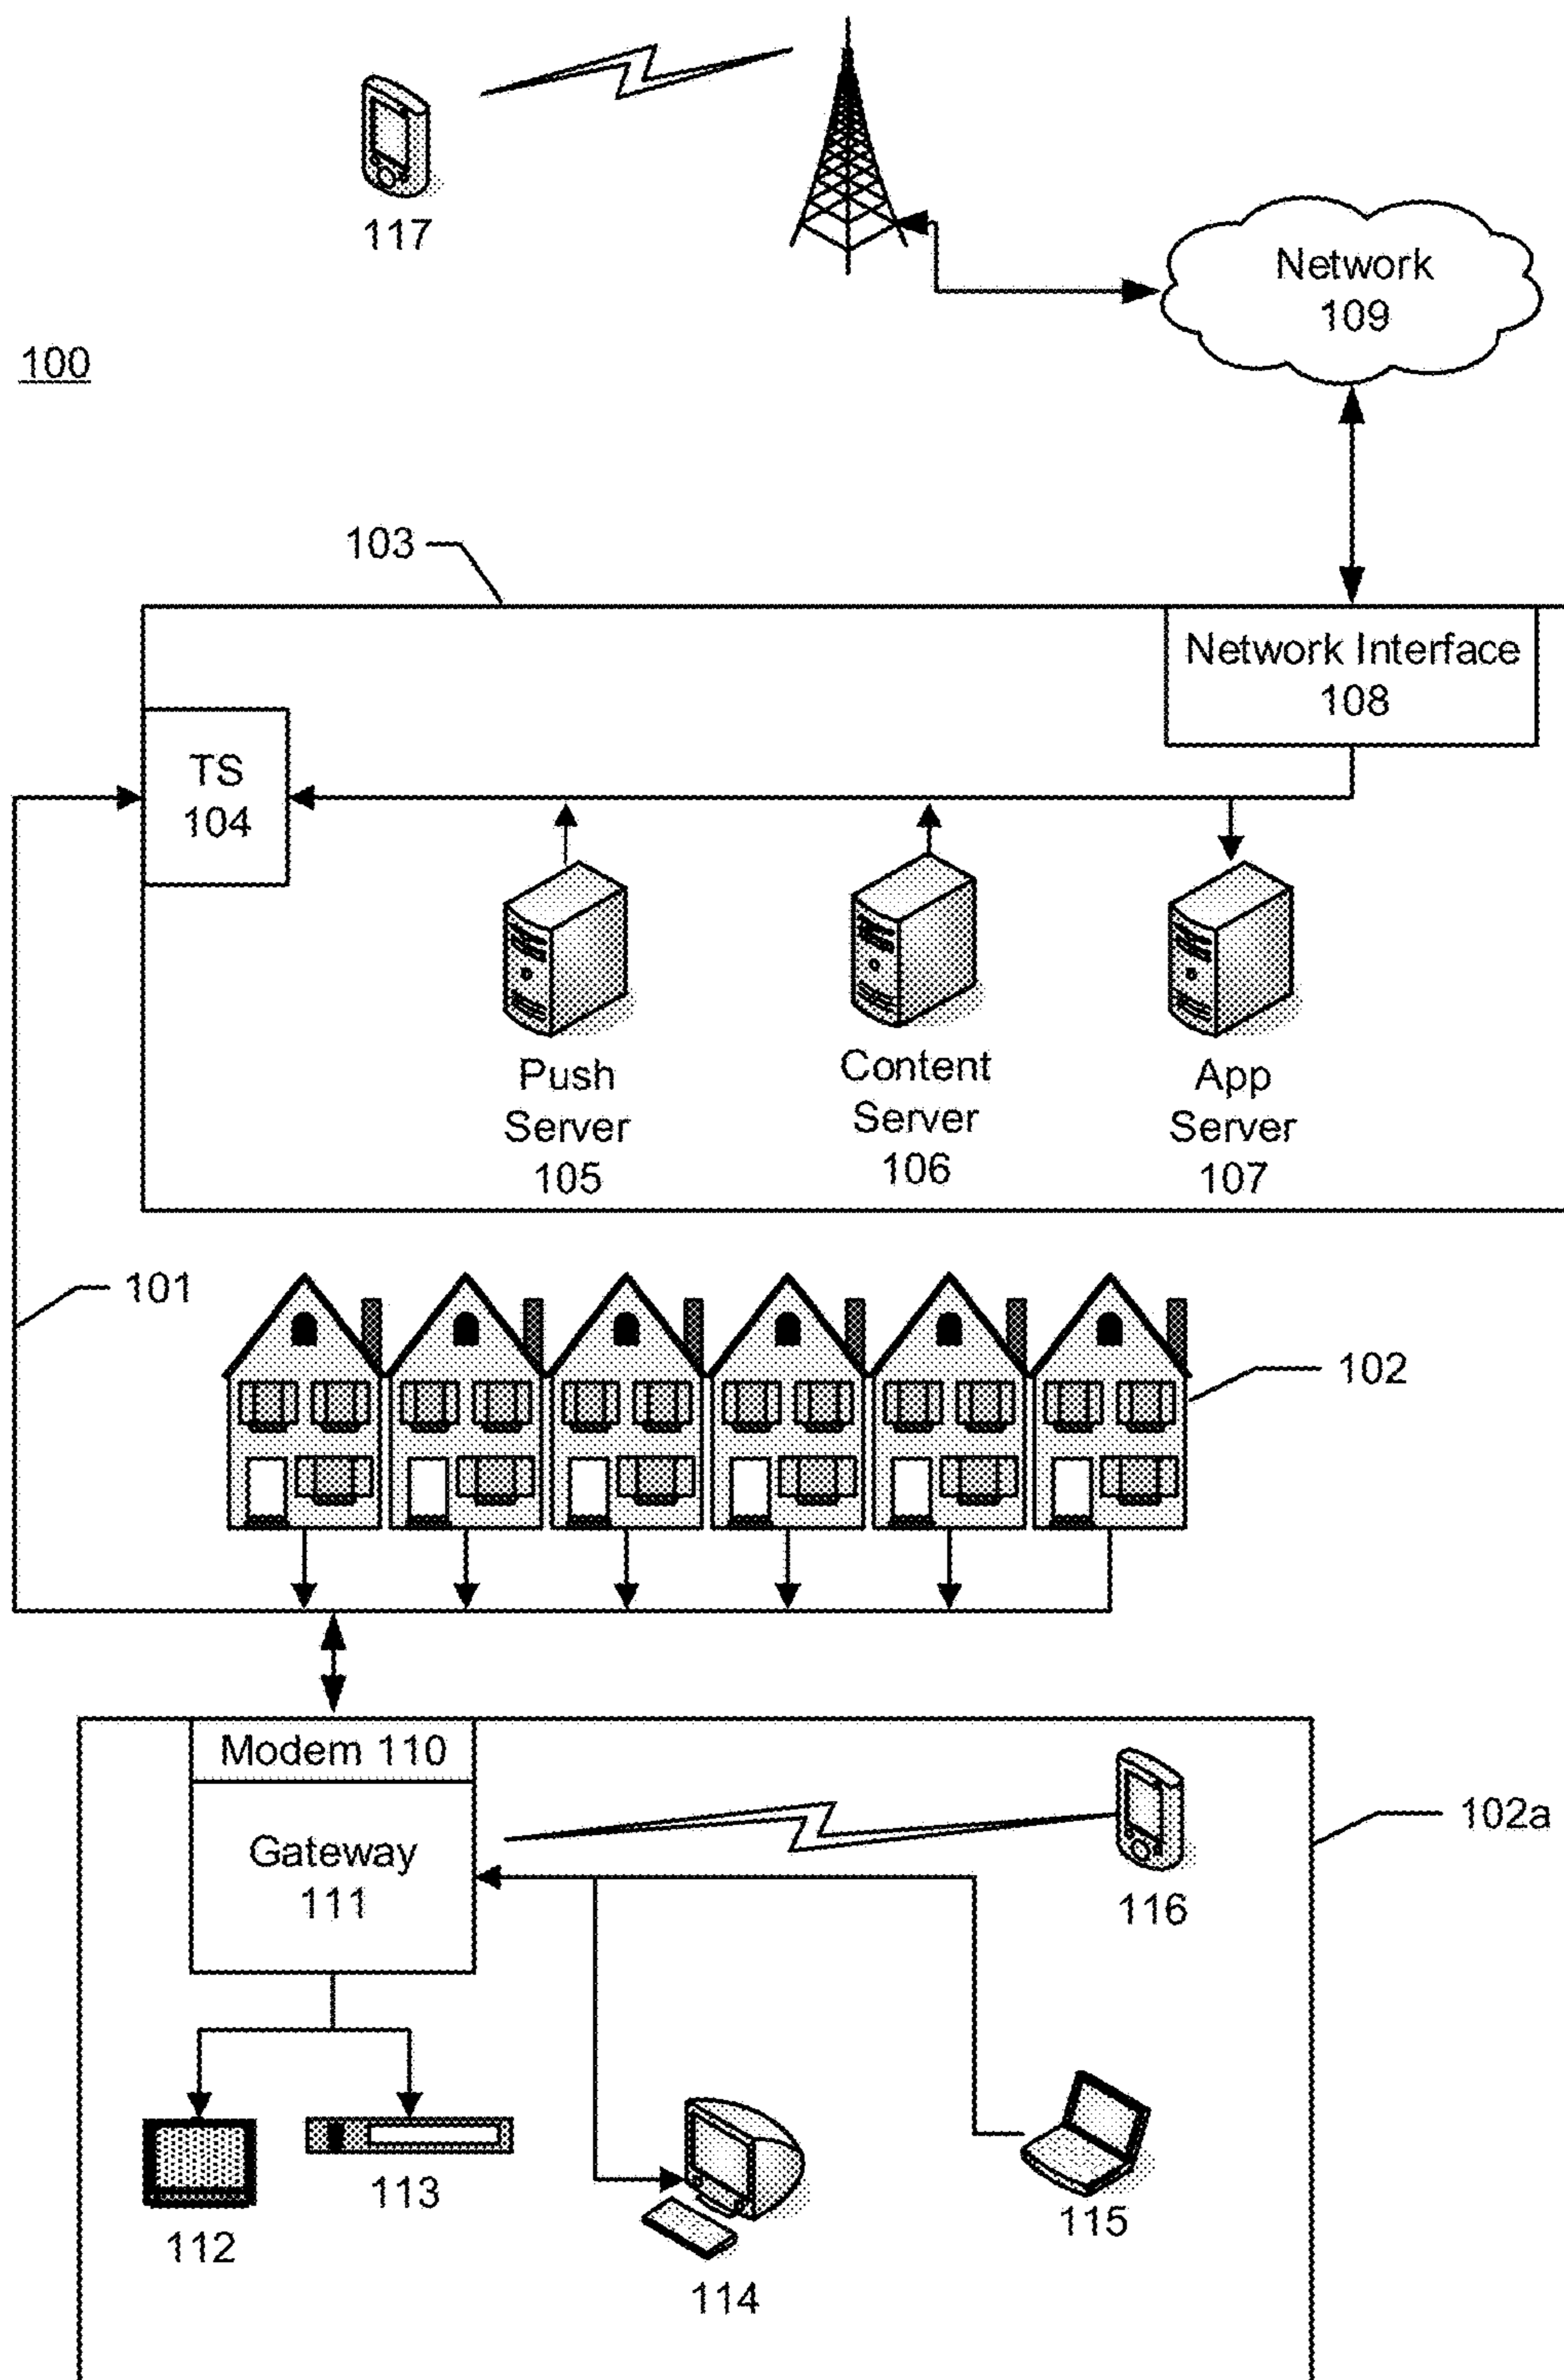 117
Network
109
100
103
Network Interface
108
TS
104
Push
Server
105
Content
Server
106
App
Server
107
101
102
Modem 110
Gateway
111
102a
116
112
113
114
115